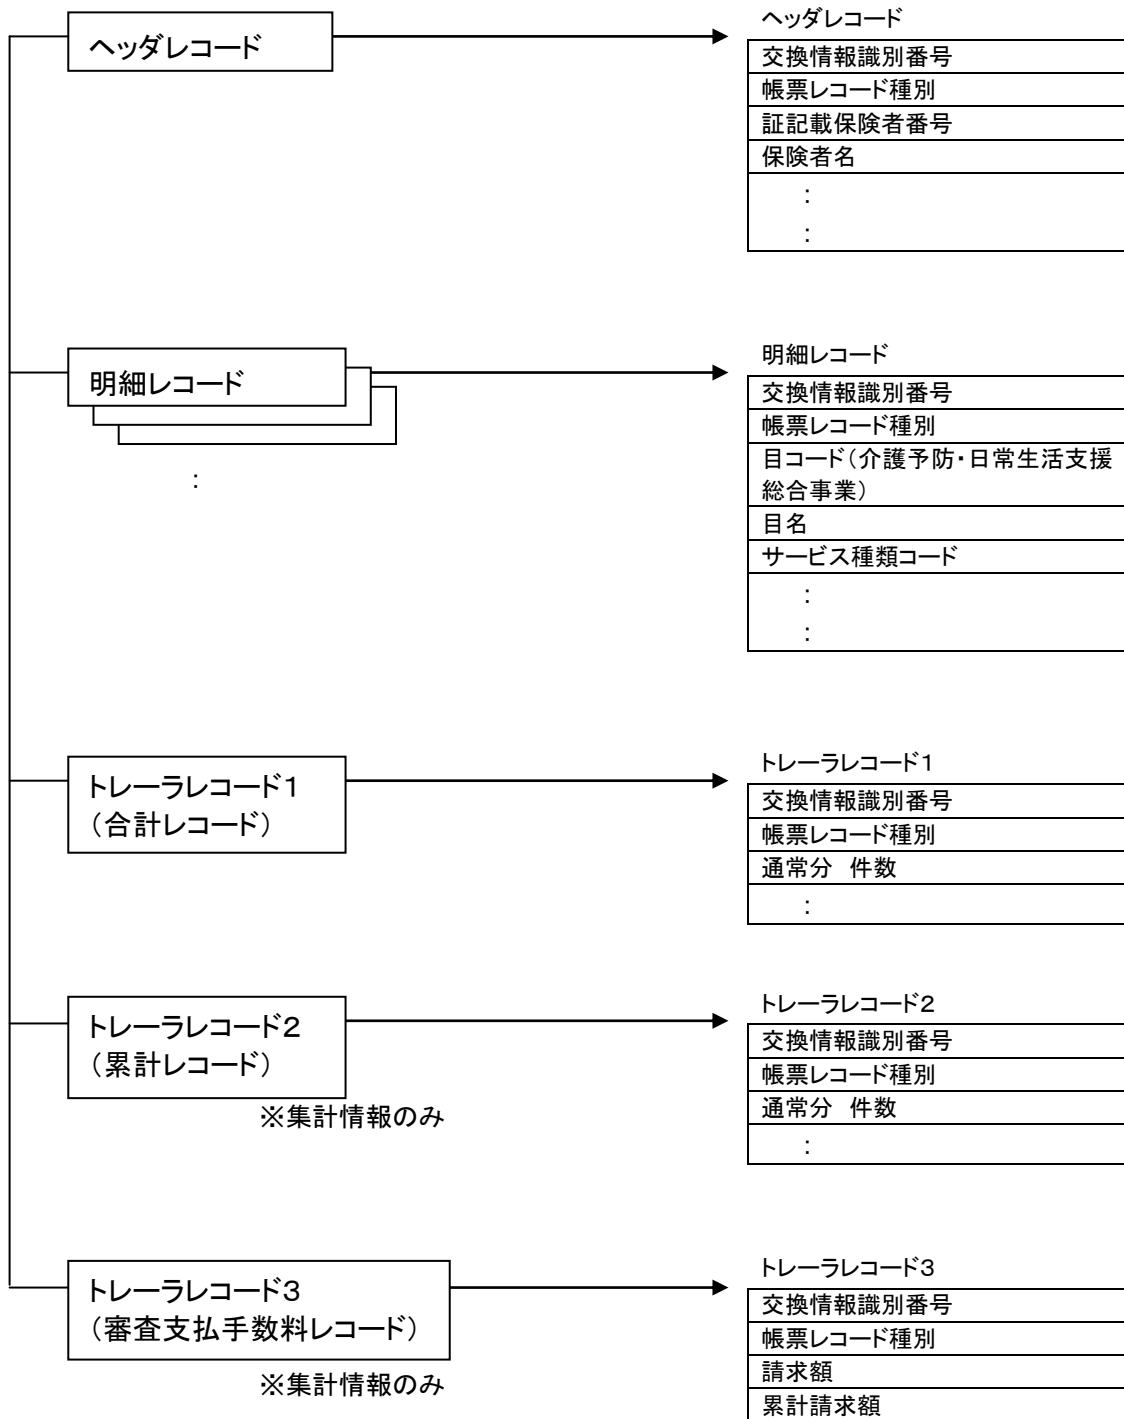 ヘッダレコード
ヘッダレコード
交換情報識別番号
帳票レコード種別
証記載保険者番号
保険者名
:
:
明細レコード
:
明細レコード
交換情報識別番号
帳票レコード種別
目コード（介護予防・日常生活支援
総合事業）
目名
サービス種類コード
:
:
トレーラレコード１
（合計レコード）
トレーラレコード１
交換情報識別番号
帳票レコード種別
通常分　件数
:
トレーラレコード２
（累計レコード）
※集計情報のみ
トレーラレコード２
交換情報識別番号
帳票レコード種別
通常分　件数
:
トレーラレコード３
（審査支払手数料レコード）
※集計情報のみ
トレーラレコード３
交換情報識別番号
帳票レコード種別
請求額
累計請求額